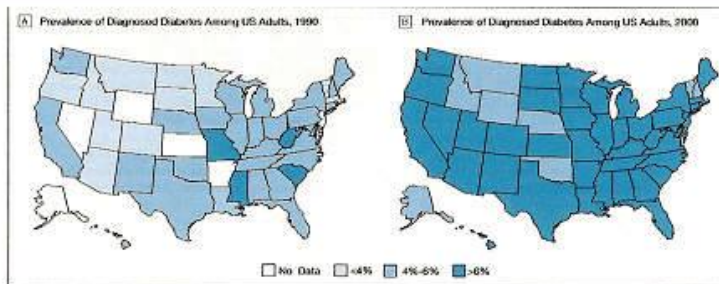 A Prevalence of Diagnosed Diabetes Among US Adults, 1990
B Prevalence of Diagnosed Diabetes Among US Adults, 2000
No Data <4% 4%-6% >6%